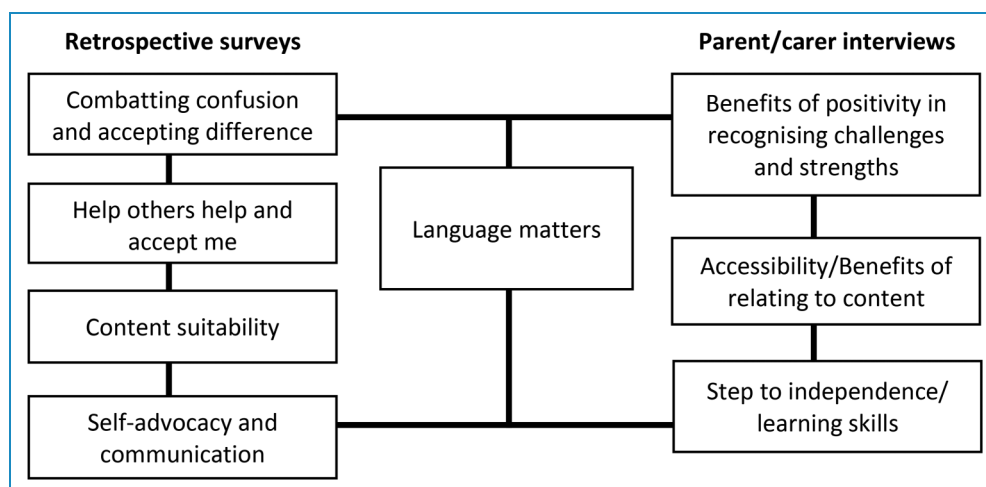 Retrospective surveys
Combatting confusion
and accepting difference
Help others help and
accept me
Content suitability
Self-advocacy and
communication
Language matters
Parent/carer interviews
Benefits of positivity in
recognising challenges
and strengths
Accessibility/Benefits of
relating to content
Step to independence/
learning skills